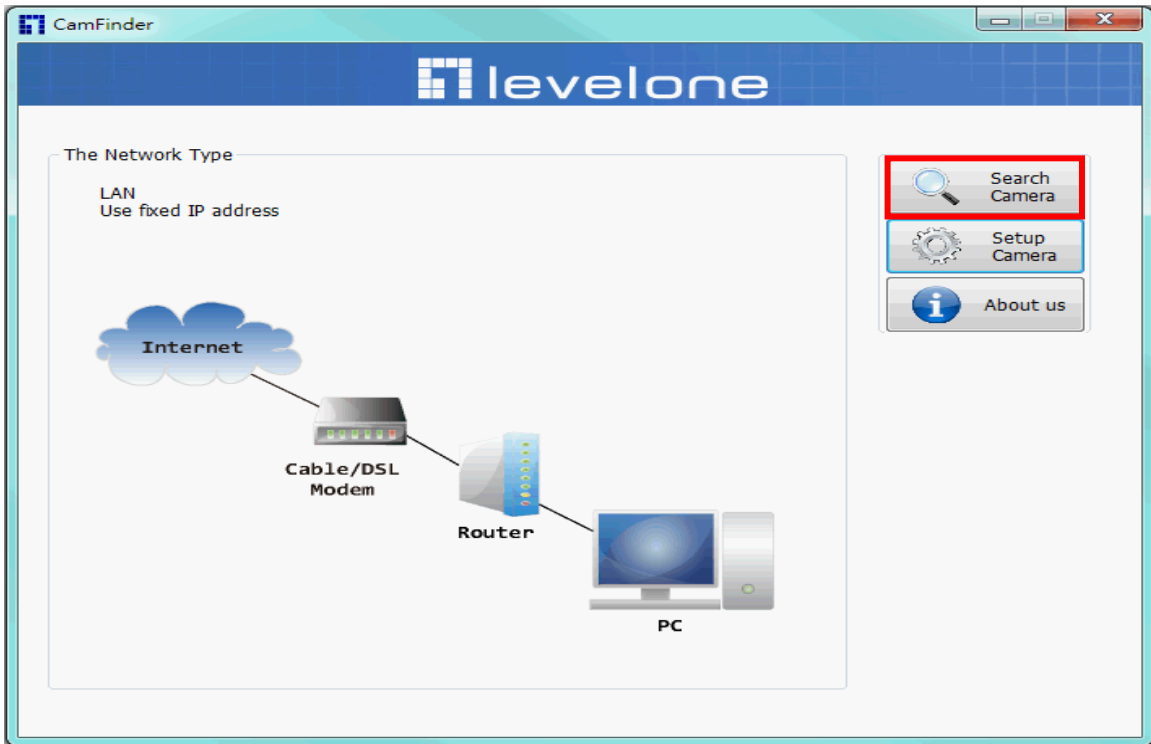 CamFinder
levelone
The Network Type
LAN
Use fixed IP address
Search
Camera
Setup
Camera
About us
Internet
Cable/DSL
Modem
Router
PC